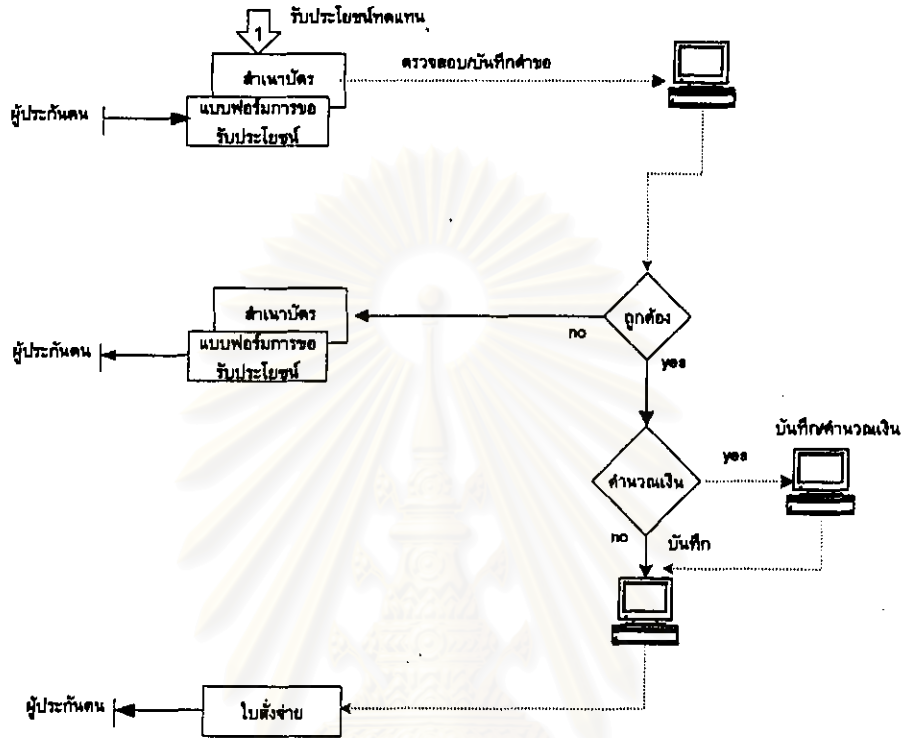 รับประโยชน์ทดแทน
1
สำเนาบัตร
ตรวจสอบ/บันทึกคำขอ
ผู้ประกันตน
แบบฟอร์มการขอ
รับประโยชน์
สำเนาบัตร
no
ถูกต้อง
ผู้ประกันตน
แบบฟอร์มการขอ
รับประโยชน์
yes
บันทึก/คำนวณเงิน
yes
คำนวณเงิน
no
บันทึก
ผู้ประกันตน
ใบสั่งจ่าย